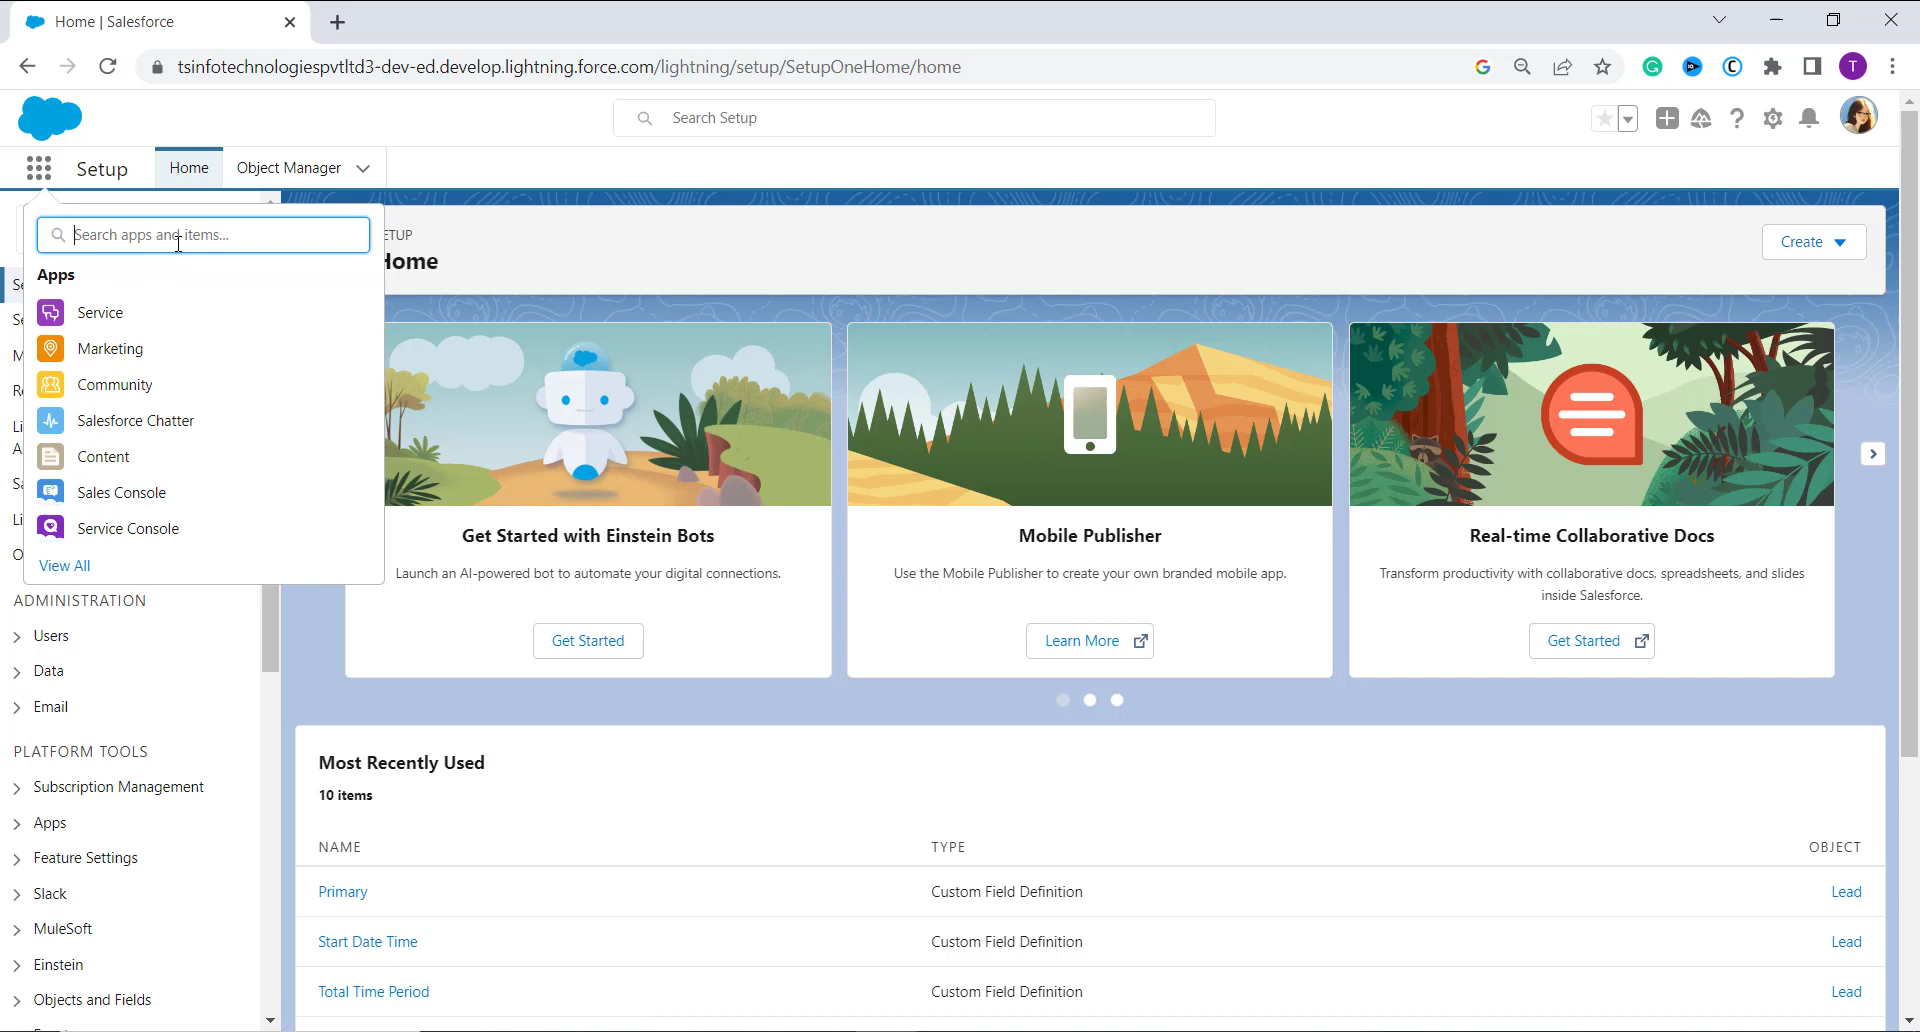 Home | Salesforce
tsinfotechnologiespvtltd3-dev-ed.develop.lightning.force.com/lightning/setup/SetupOneHome/home
T
Search Setup
Setup
Home
Object Manager
Search apps and items...
Apps
Service
Marketing
Community
Salesforce Chatter
Content
Sales Console
Service Console
View All
ETUP
Home
Create
Get Started with Einstein Bots
Launch an AI-powered bot to automate your digital connections.
Get Started
Mobile Publisher
Use the Mobile Publisher to create your own branded mobile app.
Learn More
Real-time Collaborative Docs
Transform productivity with collaborative docs, spreadsheets, and slides
inside Salesforce.
Get Started
ADMINISTRATION
Users
Data
Email
PLATFORM TOOLS
Subscription Management
Apps
Feature Settings
Slack
MuleSoft
Einstein
Objects and Fields
Most Recently Used
10 items
NAME TYPE OBJECT
Primary Custom Field Definition Lead
Start Date Time Custom Field Definition Lead
Total Time Period Custom Field Definition Lead